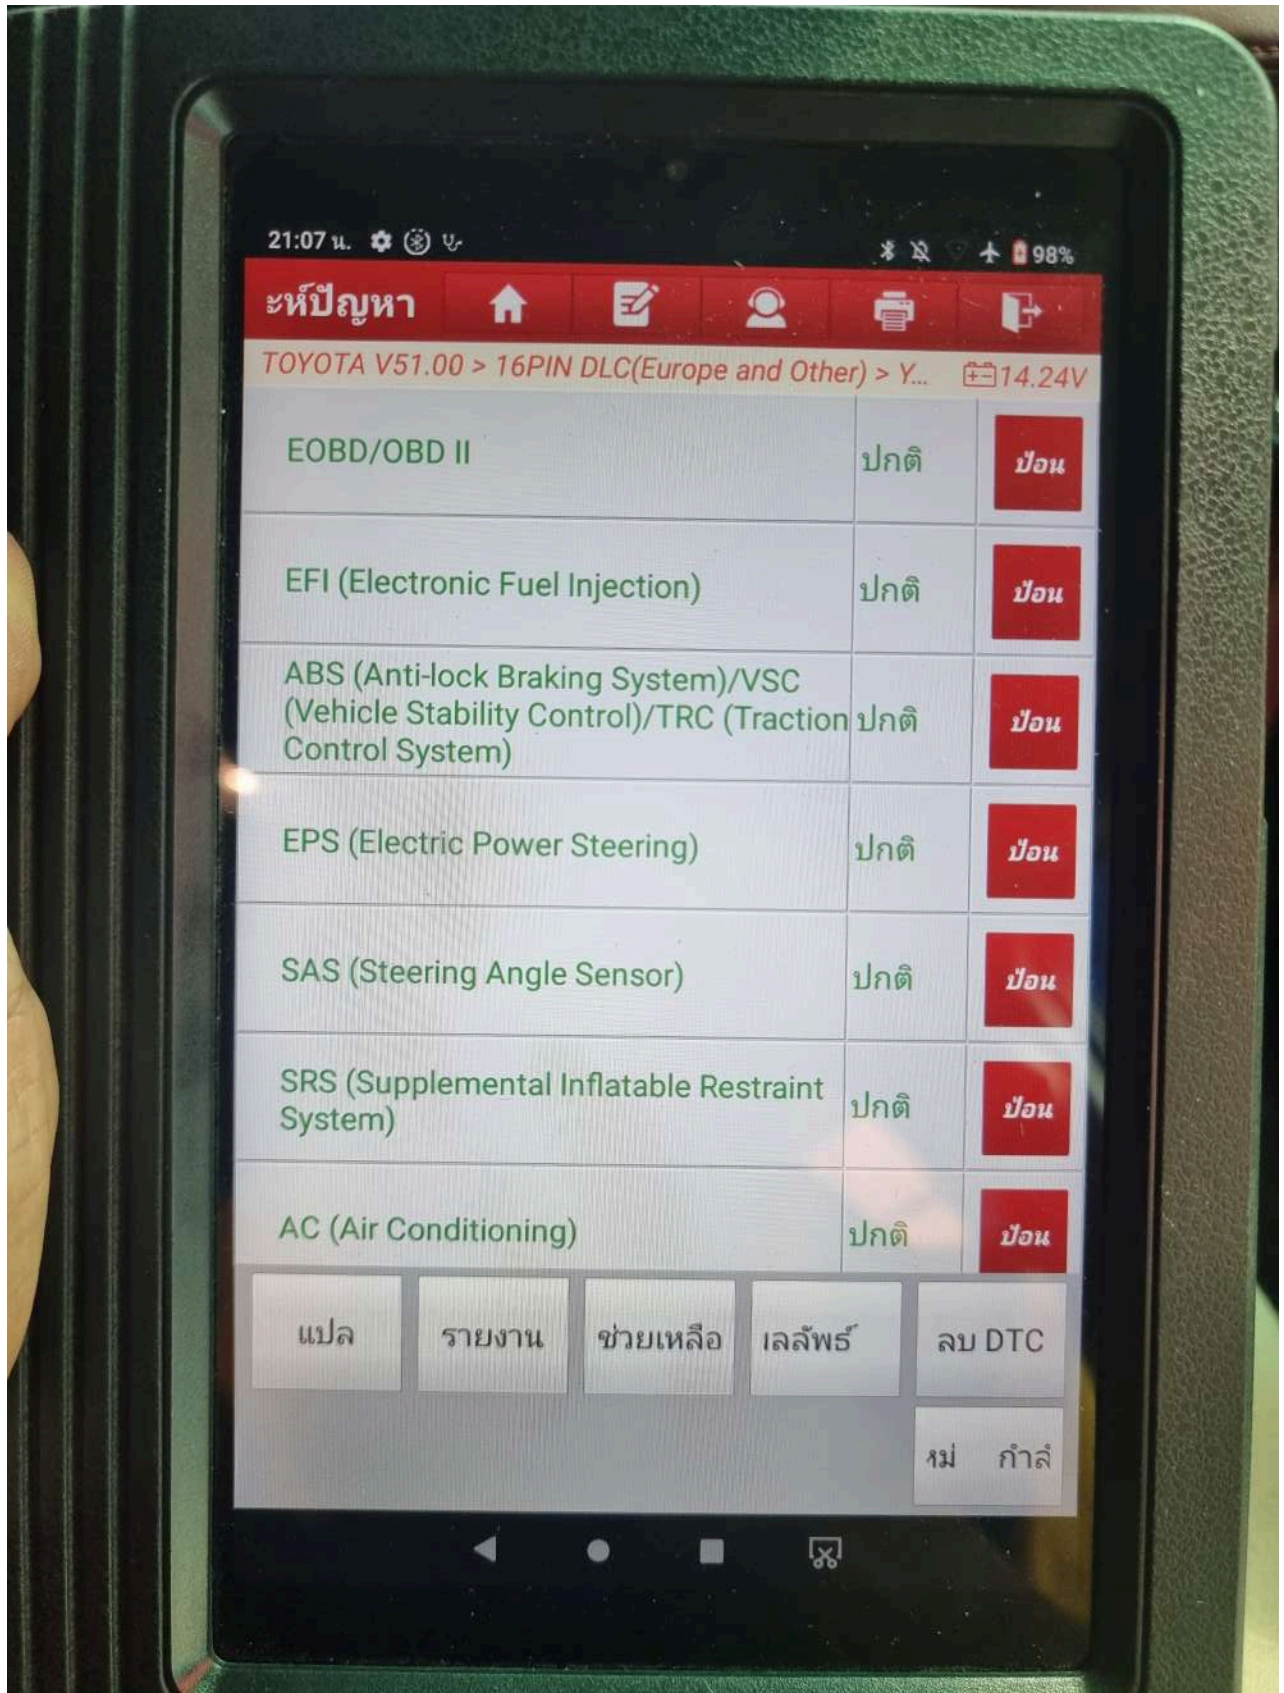 21:07 น.
98%
ะห์ปัญหา
TOYOTA V51.00 > 16PIN DLC(Europe and Other) > Y... 14.24V
EOBD/OBD II ปกติ ป้อน
EFI (Electronic Fuel Injection) ปกติ ป้อน
ABS (Anti-lock Braking System)/VSC
(Vehicle Stability Control)/TRC (Traction ปกติ ป้อน
Control System)
EPS (Electric Power Steering) ปกติ ป้อน
SAS (Steering Angle Sensor) ปกติ ป้อน
SRS (Supplemental Inflatable Restraint
System) ปกติ ป้อน
AC (Air Conditioning) ปกติ ป้อน
แปล รายงาน ช่วยเหลือ เลลัพธ์ ลบ DTC